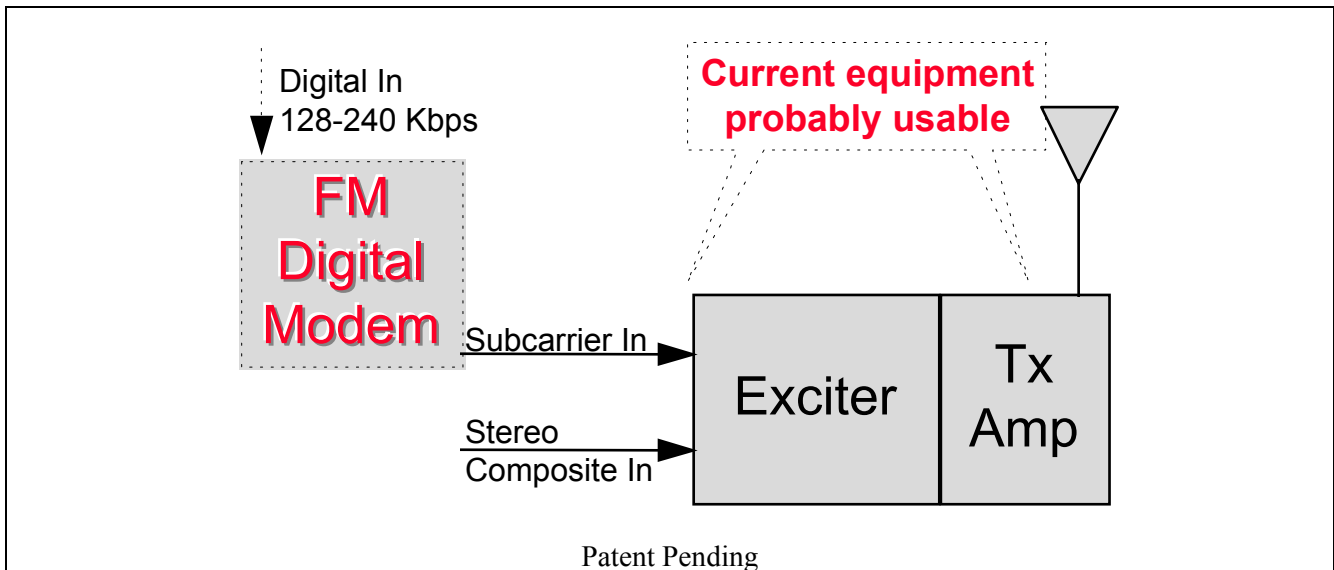 Digital In
128-240 Kbps
Current equipment
probably usable
FM
Digital
Modem
Subcarrier In
Stereo
Composite In
Exciter
Tx
Amp
Patent Pending